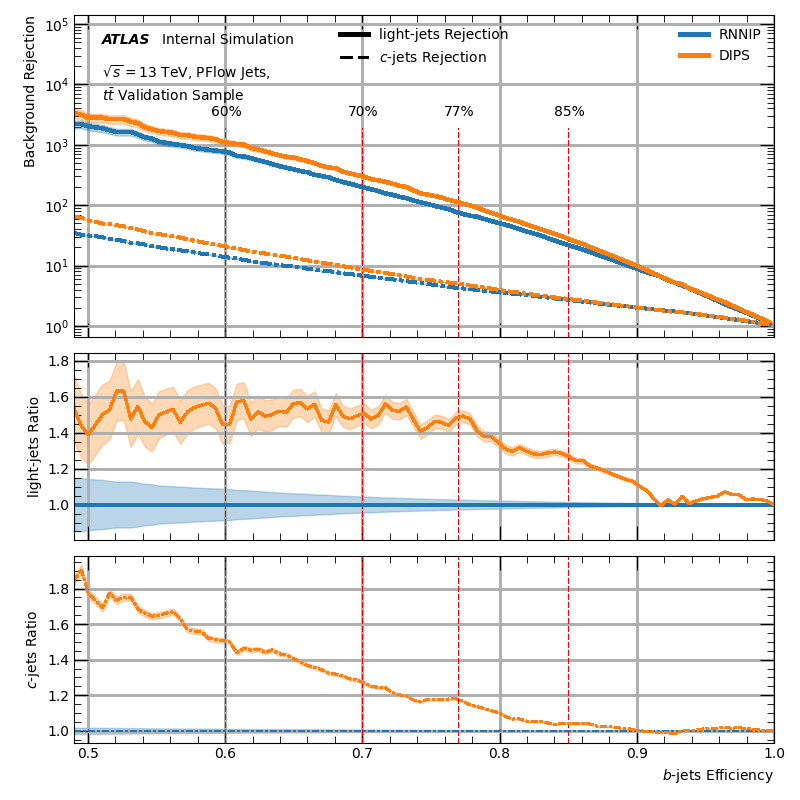 ATLAS Internal Simulation
√s = 13 TeV, PFlow Jets,
tt̄ Validation Sample
light-jets Rejection
c-jets Rejection
RNNIP
DIPS
60% 70% 77% 85%
Background Rejection
10⁵
10⁴
10³
10²
10¹
10⁰
light-jets Ratio
1.8
1.6
1.4
1.2
1.0
c-jets Ratio
1.8
1.6
1.4
1.2
1.0
0.5 0.6 0.7 0.8 0.9 1.0
b-jets Efficiency